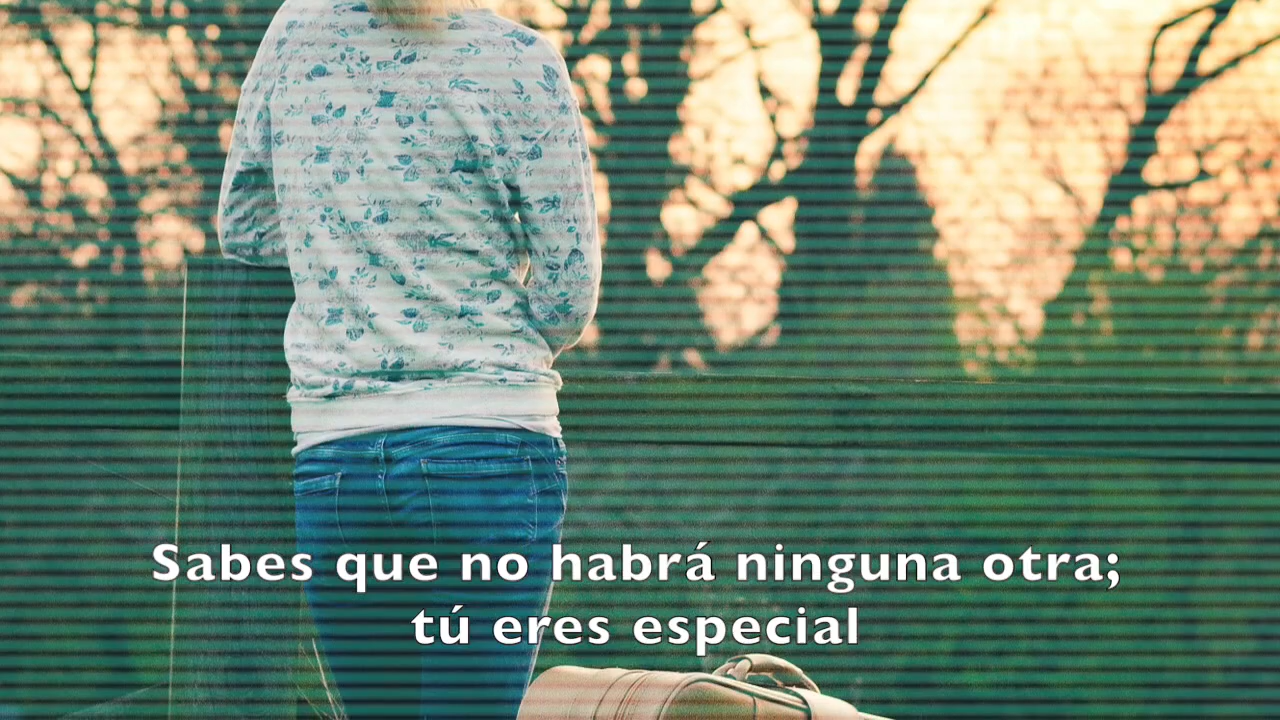 Sabes que no habrá ninguna otra;
tú eres especial